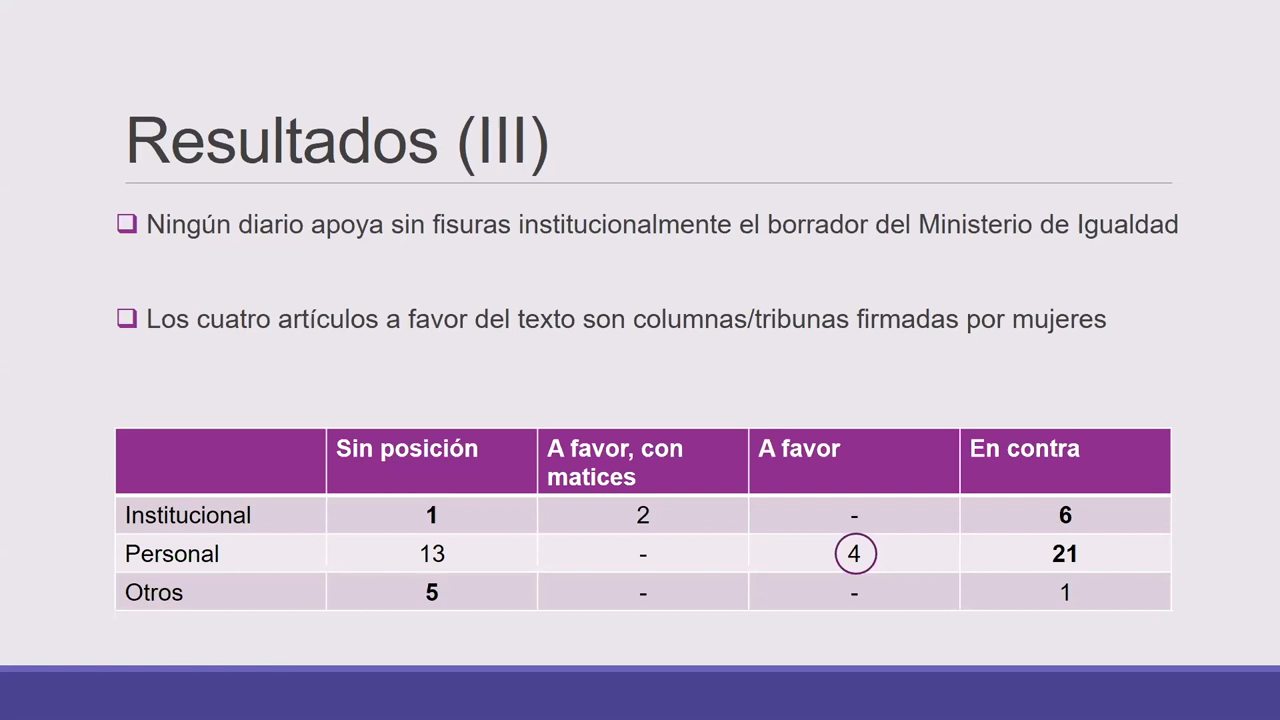 Resultados (III)
Ningún diario apoya sin fisuras institucionalmente el borrador del Ministerio de Igualdad
Los cuatro artículos a favor del texto son columnas/tribunas firmadas por mujeres
Sin posición A favor, con matices A favor En contra
Institucional 1 2 - 6
Personal 13 - 4 21
Otros 5 - - 1